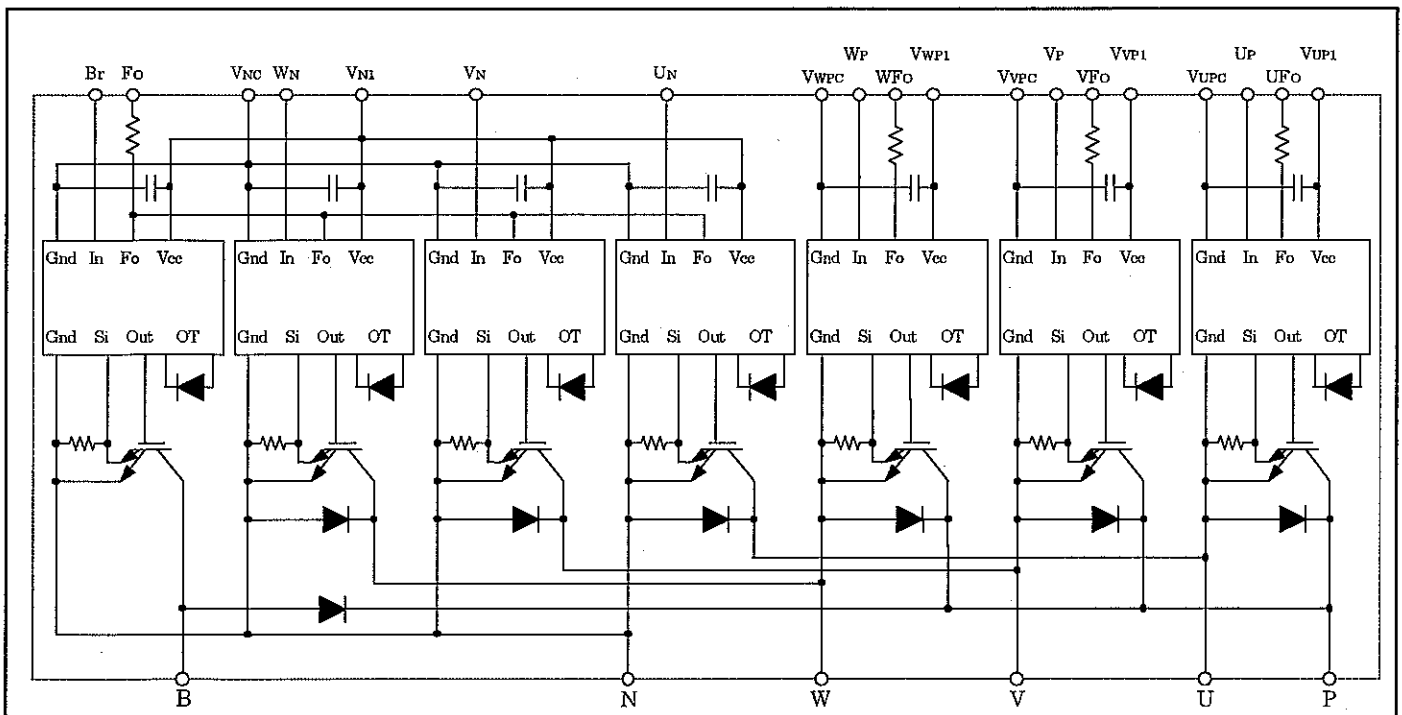 WP VWP1 VP VVP1 UP VUP1
Br FO VNC WN VN1 VN UN VWPC WFO VVPC VFO VUPC UFO
Gnd In FO Vcc Gnd In FO Vcc Gnd In FO Vcc Gnd In FO Vcc Gnd In FO Vcc Gnd In FO Vcc Gnd In FO Vcc
Gnd Si Out OT Gnd Si Out OT Gnd Si Out OT Gnd Si Out OT Gnd Si Out OT Gnd Si Out OT Gnd Si Out OT
B N W V U P